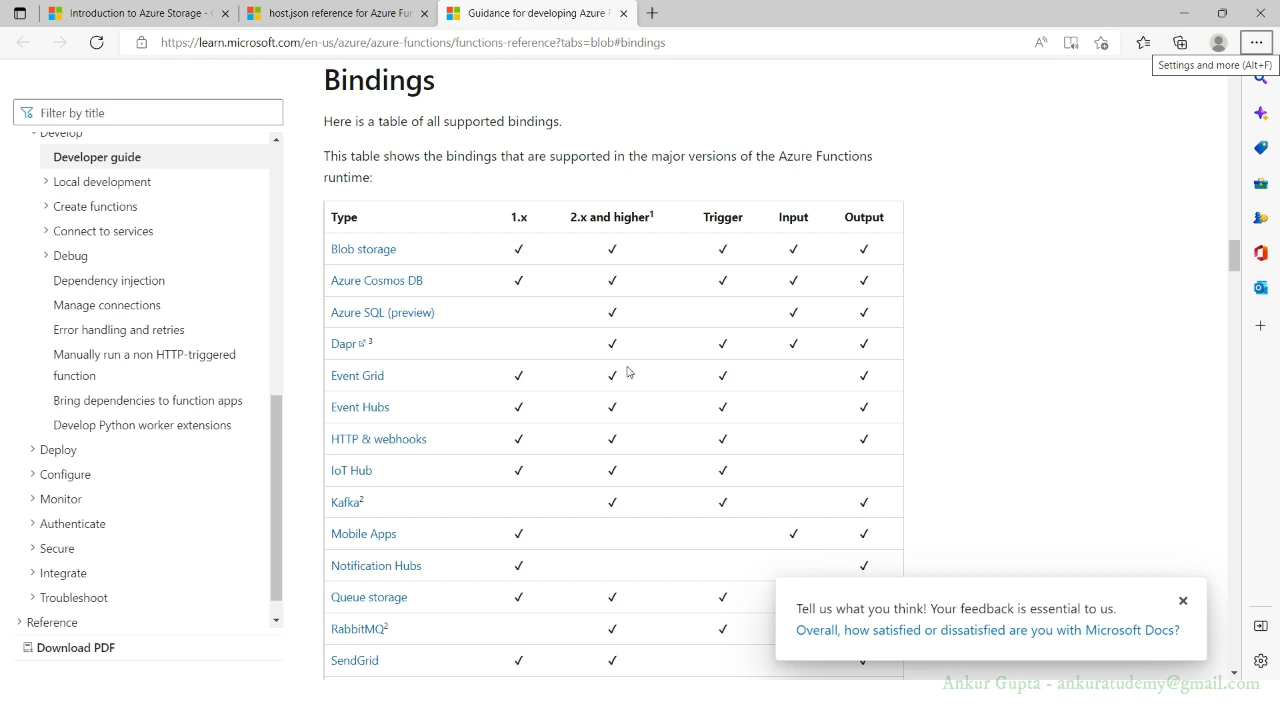 Introduction to Azure Storage - 
host.json reference for Azure Fur
Guidance for developing Azure F
https://learn.microsoft.com/en-us/azure/azure-functions/functions-reference?tabs=blob#bindings
Settings and more (Alt+F)
Filter by title
Develop
Developer guide
Local development
Create functions
Connect to services
Debug
Dependency injection
Manage connections
Error handling and retries
Manually run a non HTTP-triggered
function
Bring dependencies to function apps
Develop Python worker extensions
Deploy
Configure
Monitor
Authenticate
Secure
Integrate
Troubleshoot
Reference
Download PDF
Bindings
Here is a table of all supported bindings.
This table shows the bindings that are supported in the major versions of the Azure Functions
runtime:
Type 1.x 2.x and higher¹ Trigger Input Output
Blob storage ✓ ✓ ✓ ✓ ✓
Azure Cosmos DB ✓ ✓ ✓ ✓ ✓
Azure SQL (preview) ✓ ✓ ✓
Dapr ³ ✓ ✓ ✓ ✓
Event Grid ✓ ✓ ✓ ✓
Event Hubs ✓ ✓ ✓ ✓
HTTP & webhooks ✓ ✓ ✓ ✓
IoT Hub ✓ ✓ ✓
Kafka² ✓ ✓ ✓
Mobile Apps ✓ ✓ ✓
Notification Hubs ✓ ✓
Queue storage ✓ ✓ ✓
RabbitMQ² ✓ ✓
SendGrid ✓ ✓ ✓
Tell us what you think! Your feedback is essential to us.
Overall, how satisfied or dissatisfied are you with Microsoft Docs?
Ankur Gupta - ankuratudemy@gmail.com